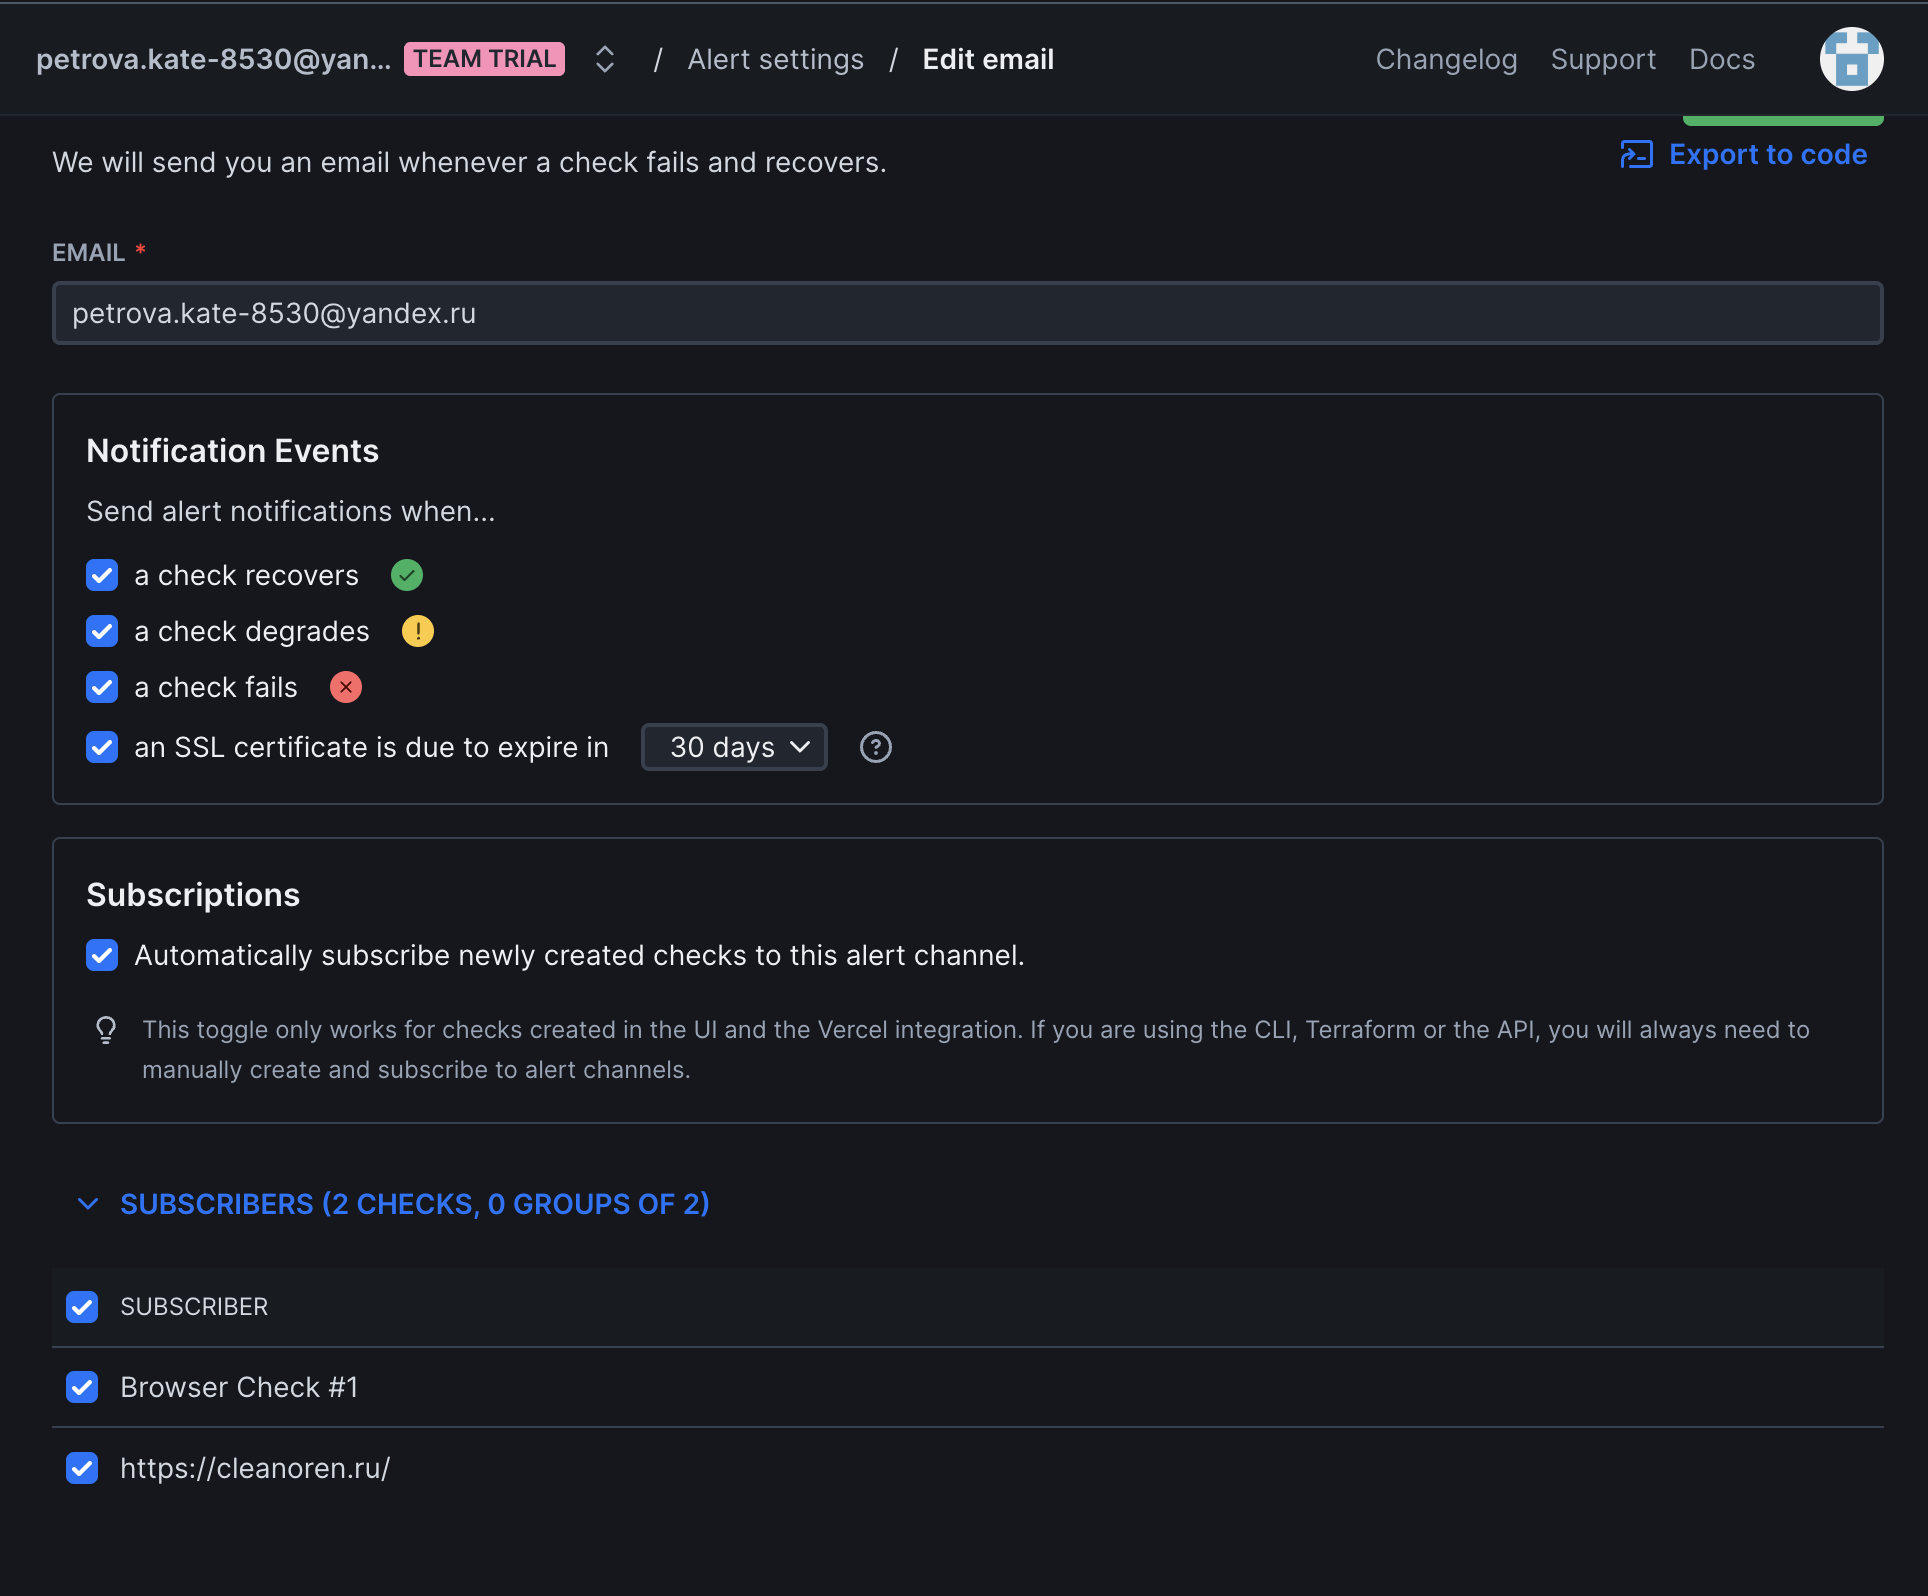 petrova.kate-8530@yan... TEAM TRIAL / Alert settings / Edit email Changelog Support Docs
We will send you an email whenever a check fails and recovers.
Export to code
EMAIL *
petrova.kate-8530@yandex.ru
Notification Events
Send alert notifications when...
a check recovers
a check degrades
a check fails
an SSL certificate is due to expire in 30 days
Subscriptions
Automatically subscribe newly created checks to this alert channel.
This toggle only works for checks created in the UI and the Vercel integration. If you are using the CLI, Terraform or the API, you will always need to
manually create and subscribe to alert channels.
SUBSCRIBERS (2 CHECKS, 0 GROUPS OF 2)
SUBSCRIBER
Browser Check #1
https://cleanoren.ru/